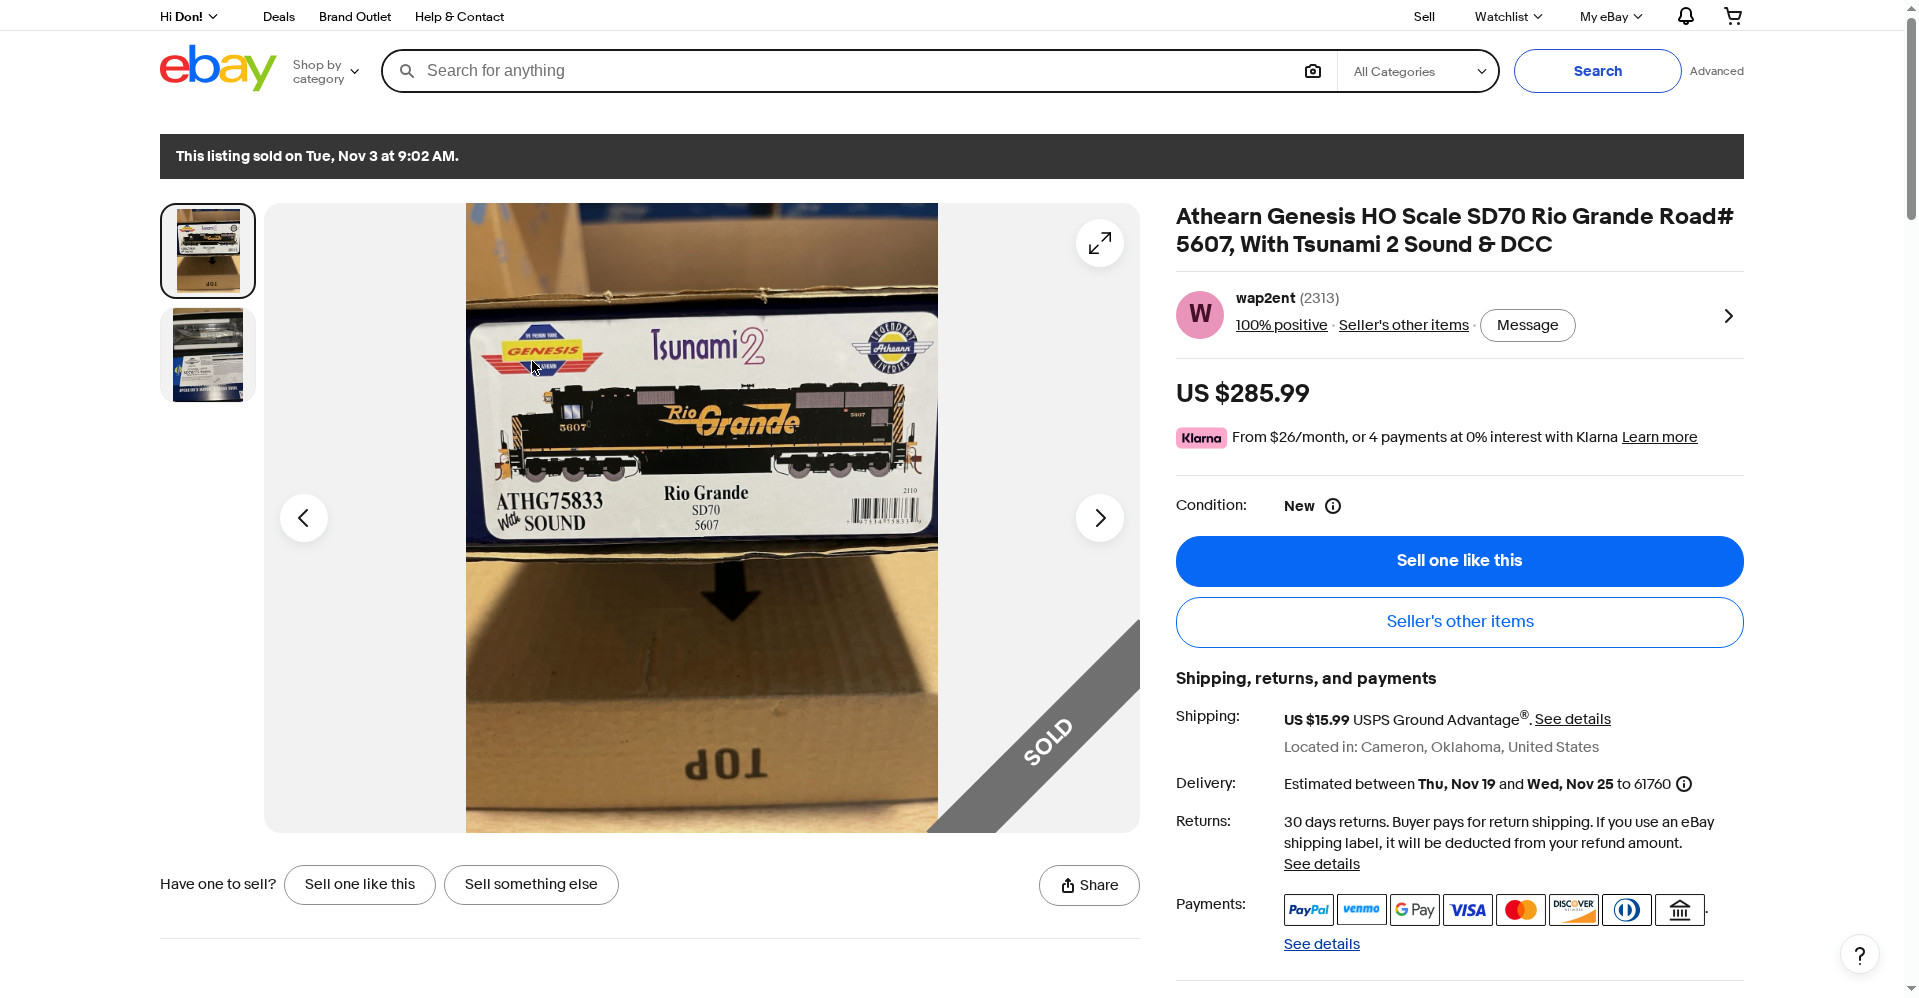 Hi Don!
Deals
Brand Outlet
Help & Contact
Sell
Watchlist
My eBay
ebay
Shop by
category
Search for anything
All Categories
Search
Advanced
This listing sold on Tue, Nov 3 at 9:02 AM.
GENESIS
Tsunami2
LEGENDARY
Athearn
LIVERIES
Rio
Grande
5607
5607
ATHG75833
With SOUND
Rio Grande
SD70
5607
2110
TOP
SOLD
Athearn Genesis HO Scale SD70 Rio Grande Road#
5607, With Tsunami 2 Sound & DCC
W
wap2ent (2313)
100% positive · Seller's other items · Message
US $285.99
Klarna From $26/month, or 4 payments at 0% interest with Klarna Learn more
Condition: New
Sell one like this
Seller's other items
Shipping, returns, and payments
Shipping: US $15.99 USPS Ground Advantage®. See details
Located in: Cameron, Oklahoma, United States
Delivery: Estimated between Thu, Nov 19 and Wed, Nov 25 to 61760
Returns: 30 days returns. Buyer pays for return shipping. If you use an eBay
shipping label, it will be deducted from your refund amount.
See details
Payments: PayPal venmo G Pay VISA DISCOVER
See details
Have one to sell? Sell one like this Sell something else
Share
?